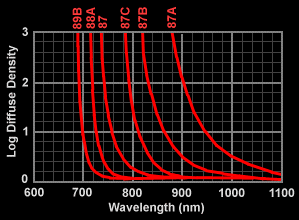 89B
88A
87
87C
87B
87A
Log Diffuse Density
3
2
1
0
600 700 800 900 1000 1100
Wavelength (nm)